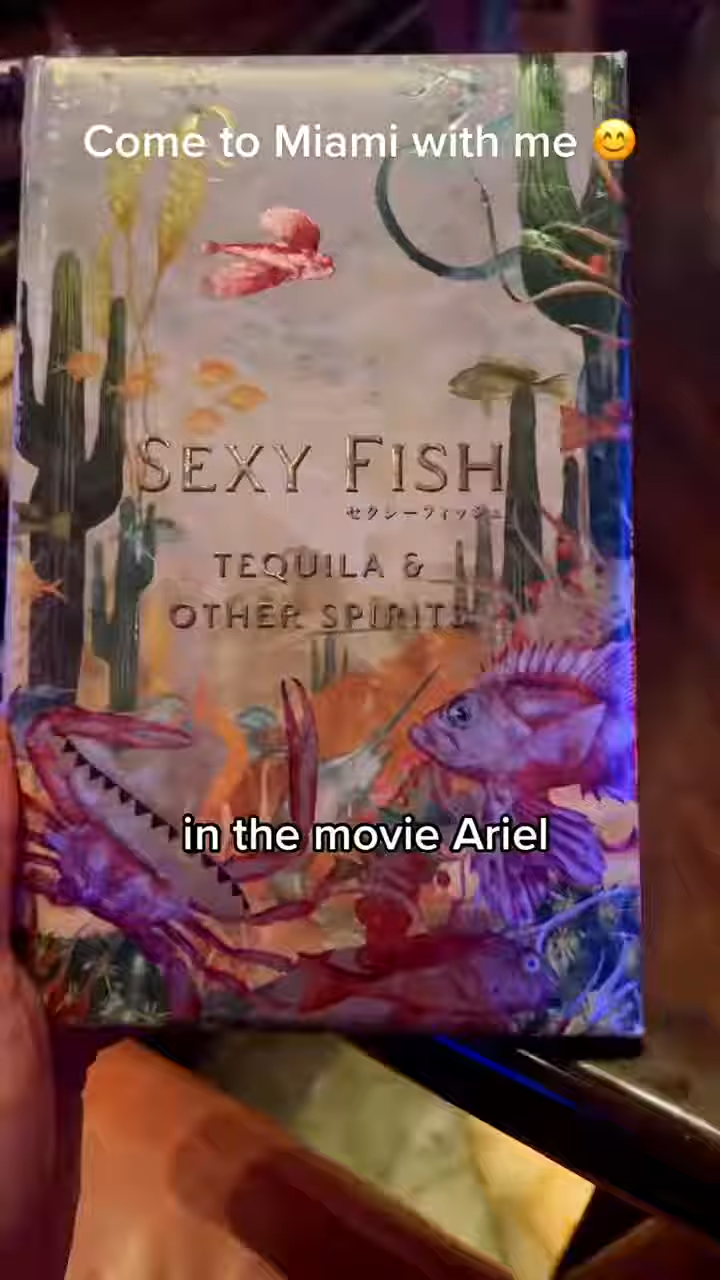 Come to Miami with me 😊
SEXY FISH
セクシーフィッシュ
TEQUILA &
OTHER SPIRITS
in the movie Ariel